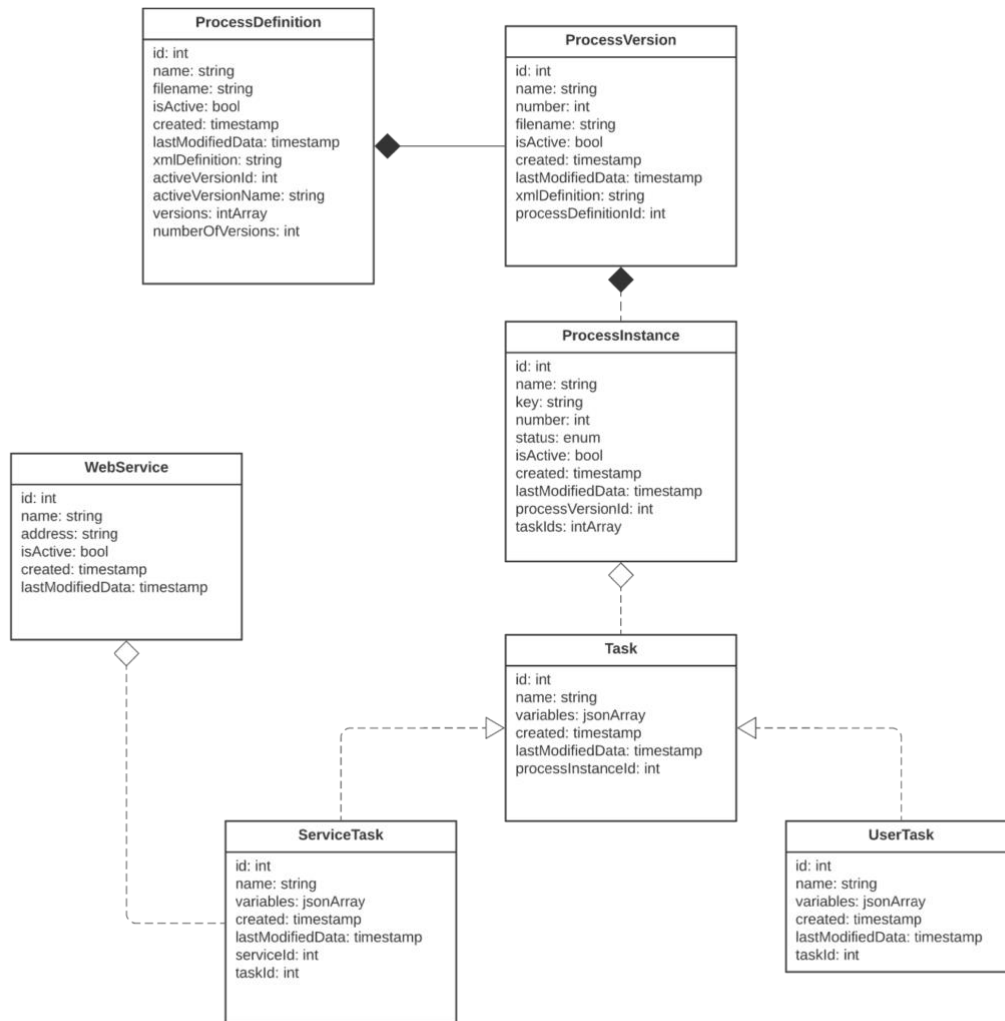 ProcessDefinition
id: int
name: string
filename: string
isActive: bool
created: timestamp
lastModifiedData: timestamp
xmlDefinition: string
activeVersionId: int
activeVersionName: string
versions: intArray
numberOfVersions: int
ProcessVersion
id: int
name: string
number: int
filename: string
isActive: bool
created: timestamp
lastModifiedData: timestamp
xmlDefinition: string
processDefinitionId: int
ProcessInstance
id: int
name: string
key: string
number: int
status: enum
isActive: bool
created: timestamp
lastModifiedData: timestamp
processVersionId: int
taskIds: intArray
WebService
id: int
name: string
address: string
isActive: bool
created: timestamp
lastModifiedData: timestamp
Task
id: int
name: string
variables: jsonArray
created: timestamp
lastModifiedData: timestamp
processInstanceId: int
ServiceTask
id: int
name: string
variables: jsonArray
created: timestamp
lastModifiedData: timestamp
serviceId: int
taskId: int
UserTask
id: int
name: string
variables: jsonArray
created: timestamp
lastModifiedData: timestamp
taskId: int